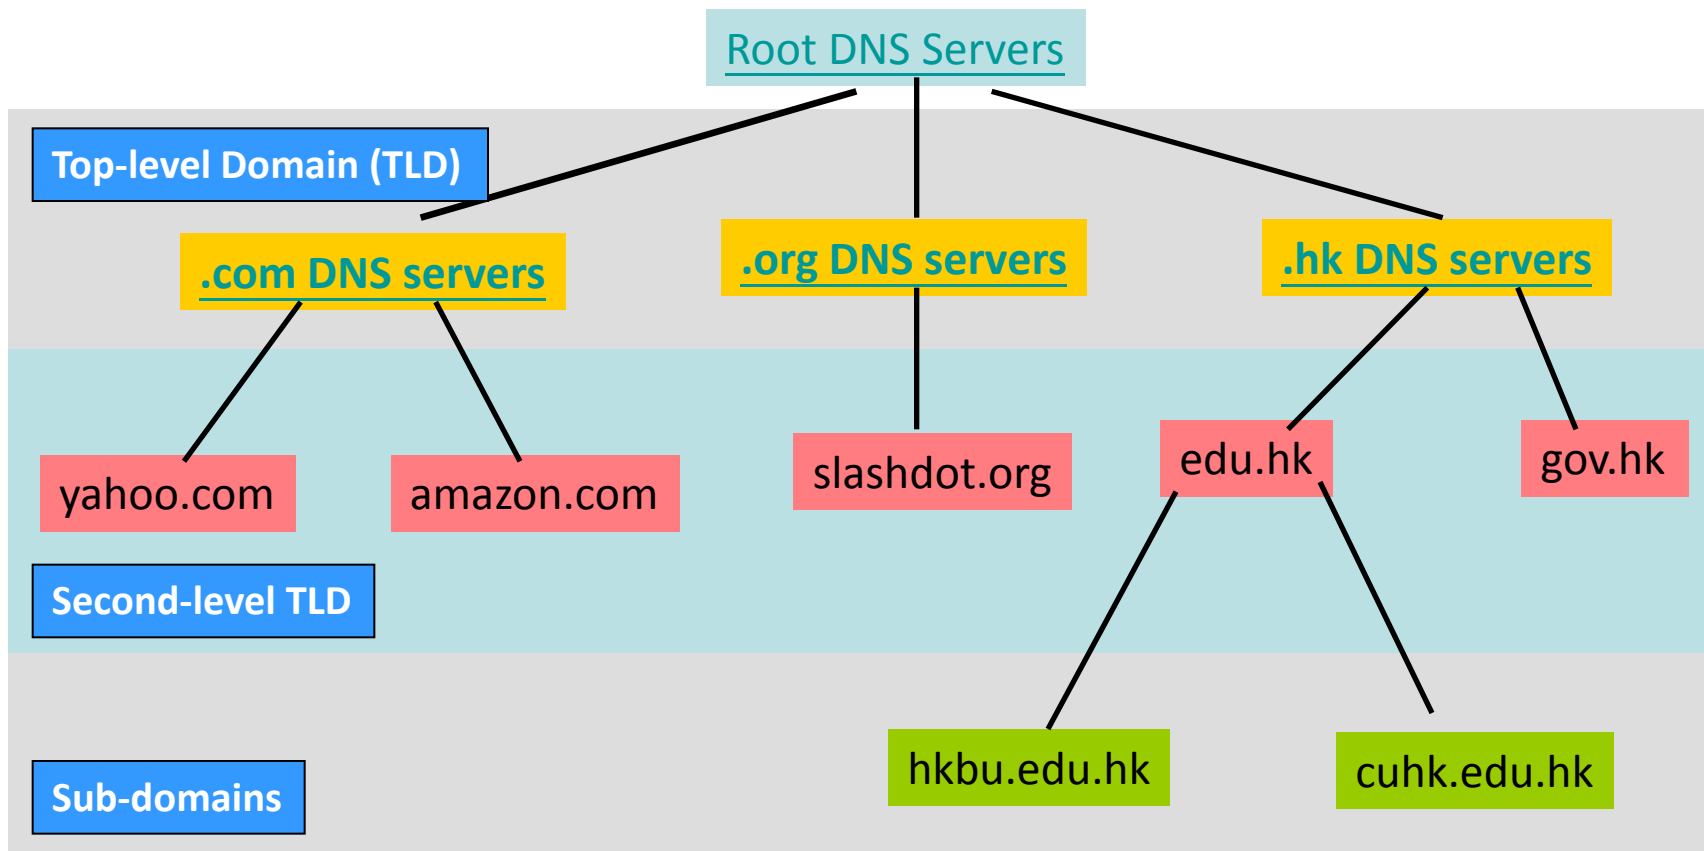 Root DNS Servers
Top-level Domain (TLD)
.com DNS servers
.org DNS servers
.hk DNS servers
yahoo.com
amazon.com
slashdot.org
edu.hk
gov.hk
Second-level TLD
hkbu.edu.hk
cuhk.edu.hk
Sub-domains